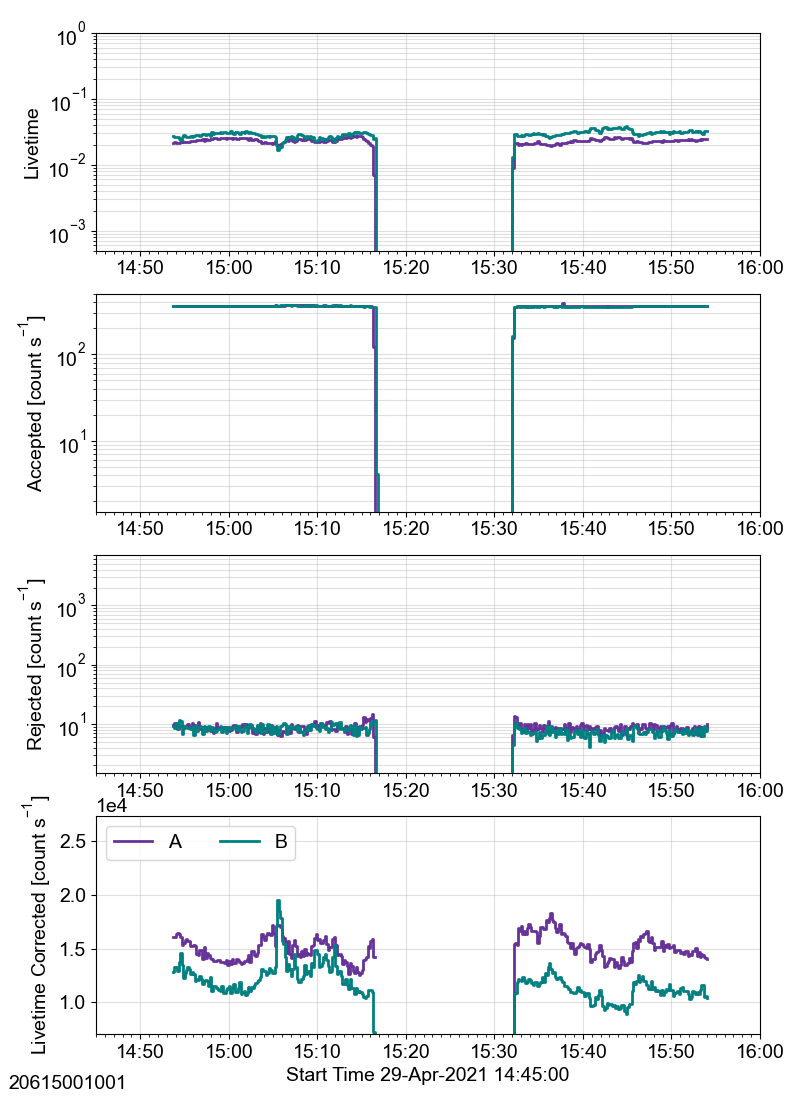 10^0
10^-1
10^-2
10^-3
Livetime
14:50 15:00 15:10 15:20 15:30 15:40 15:50 16:00
10^2
10^1
Accepted [count s^-1]
14:50 15:00 15:10 15:20 15:30 15:40 15:50 16:00
10^3
10^2
10^1
Rejected [count s^-1]
14:50 15:00 15:10 15:20 15:30 15:40 15:50 16:00
1e4
A B
2.5
2.0
1.5
1.0
Livetime Corrected [count s^-1]
14:50 15:00 15:10 15:20 15:30 15:40 15:50 16:00
Start Time 29-Apr-2021 14:45:00
20615001001